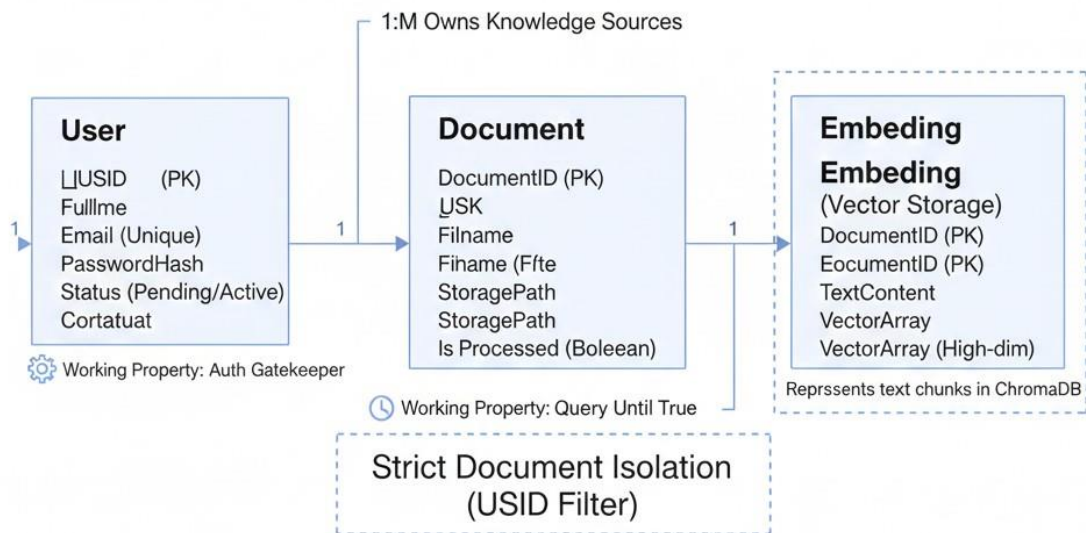 1:M Owns Knowledge Sources
User
UUSID (PK)
Fulllme
Email (Unique)
PasswordHash
Status (Pending/Active)
Cortatuat
Working Property: Auth Gatekeeper
1
1
Document
DocumentID (PK)
USK
Filname
Fihame (Ffte
StoragePath
StoragePath
Is Processed (Boleean)
Working Property: Query Until True
1
Embeding
Embeding
(Vector Storage)
DocumentID (PK)
EocumentID (PK)
TextContent
VectorArray
VectorArray (High-dim)
Reprssents text chunks in ChromaDB
Strict Document Isolation
(USID Filter)